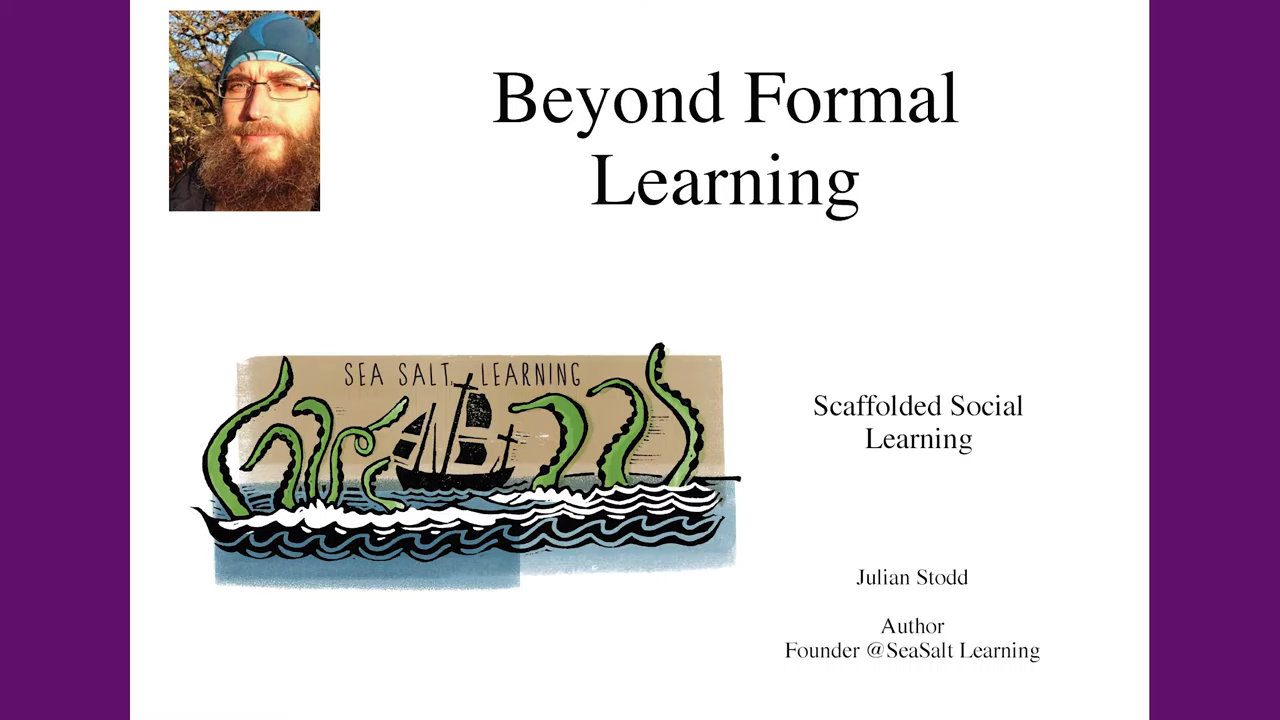 Beyond Formal
Learning
SEA SALT LEARNING
Scaffolded Social
Learning
Julian Stodd
Author
Founder @SeaSalt Learning